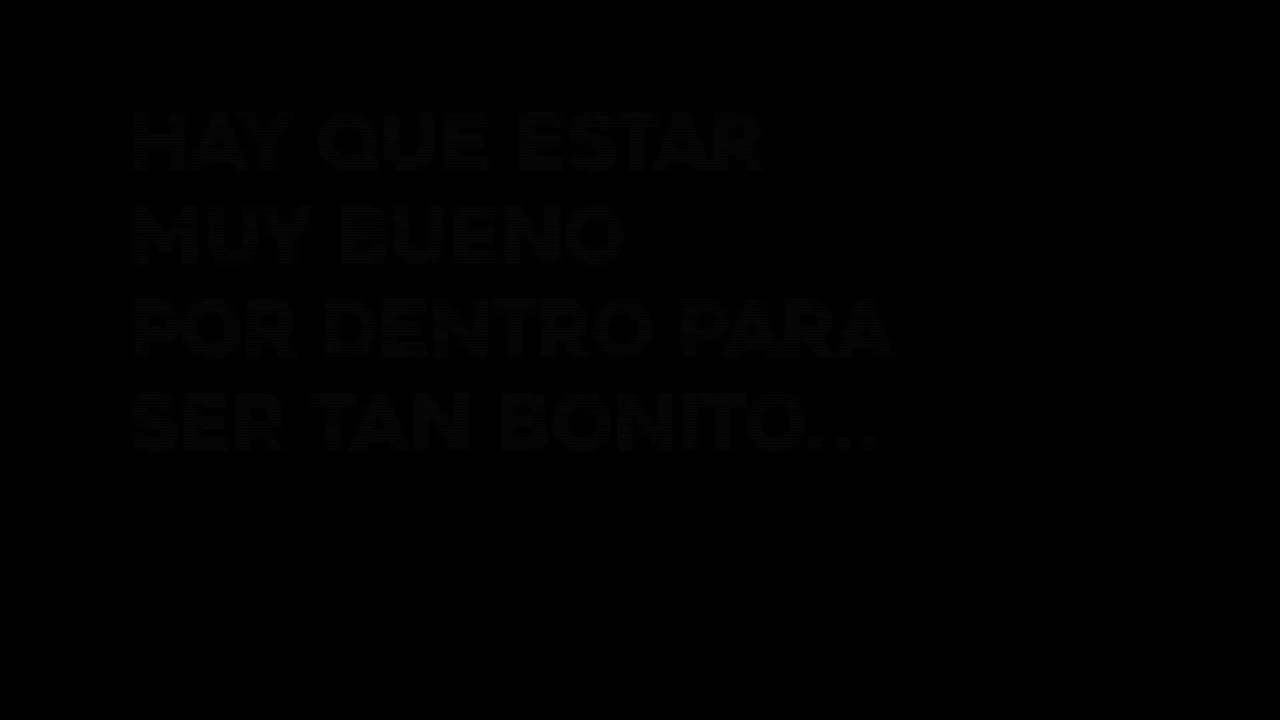 HAY QUE ESTAR
MUY BUENO
POR DENTRO PARA
SER TAN BONITO...